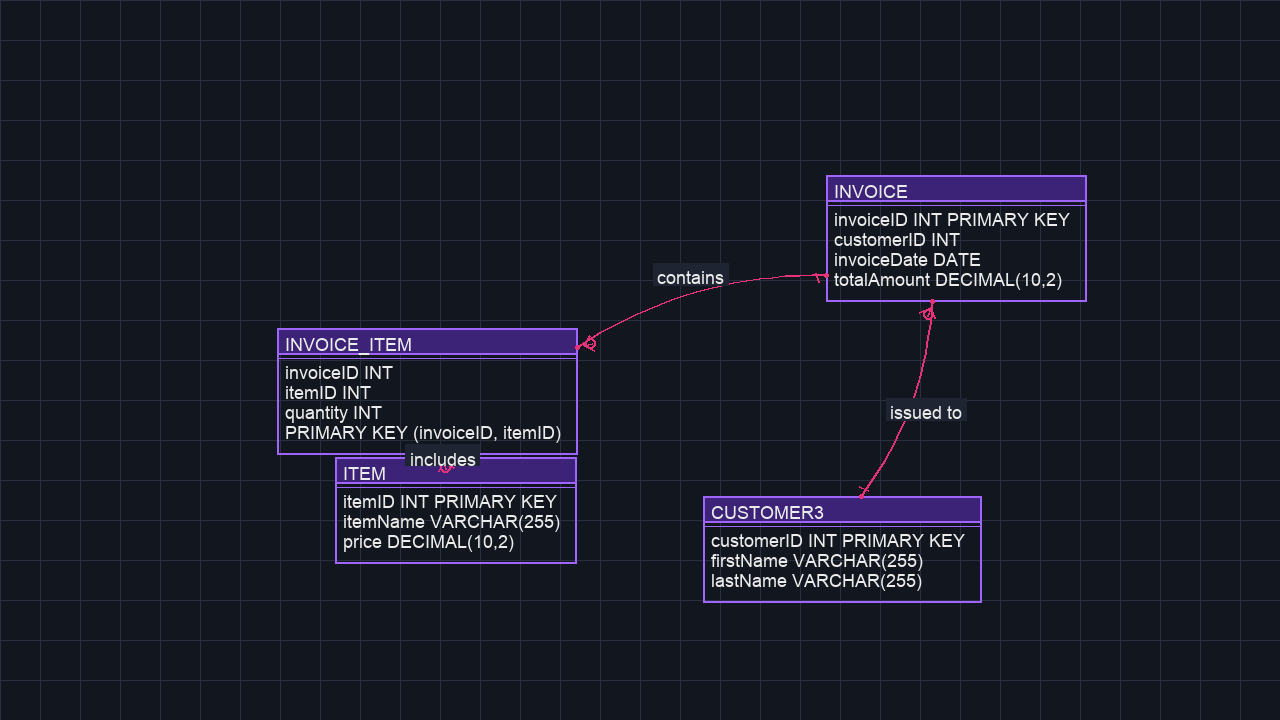 INVOICE
invoiceID INT PRIMARY KEY
customerID INT
invoiceDate DATE
totalAmount DECIMAL(10,2)
contains
INVOICE_ITEM
invoiceID INT
itemID INT
quantity INT
PRIMARY KEY (invoiceID, itemID)
issued to
includes
ITEM
itemID INT PRIMARY KEY
itemName VARCHAR(255)
price DECIMAL(10,2)
CUSTOMER3
customerID INT PRIMARY KEY
firstName VARCHAR(255)
lastName VARCHAR(255)